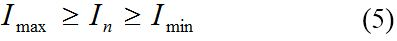 I_max ≥ I_n ≥ I_min (5)